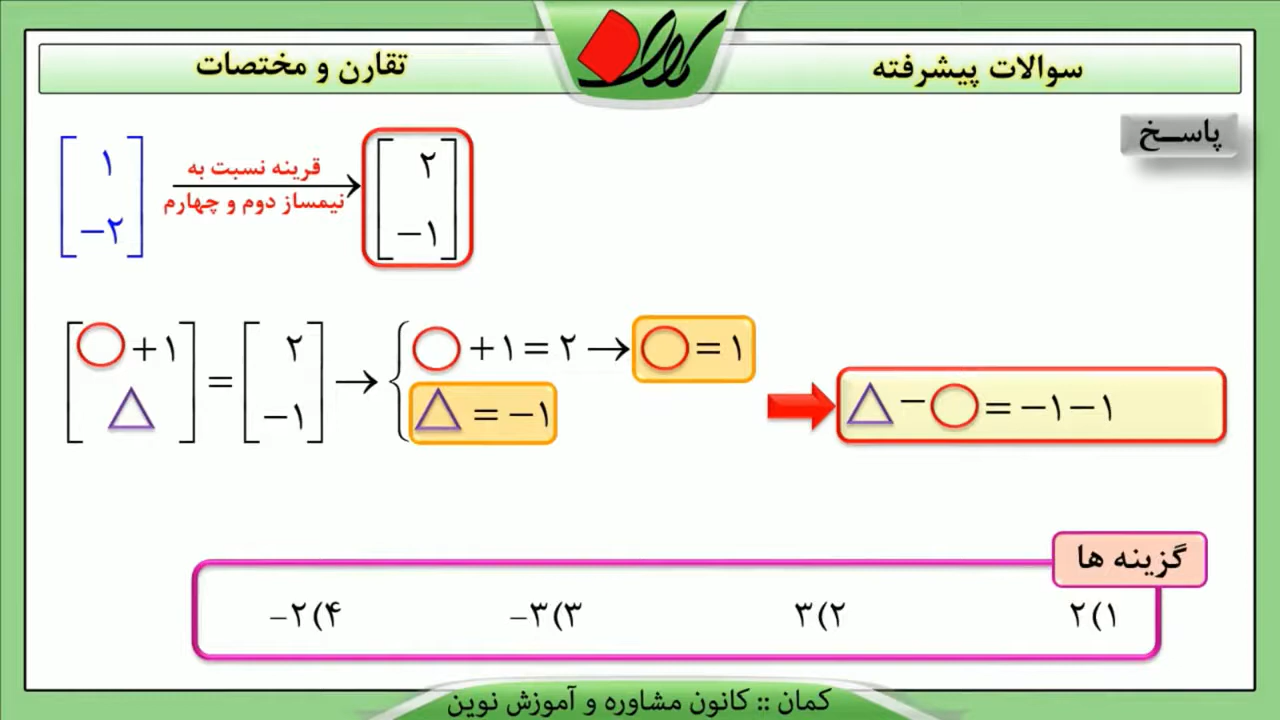 سوالات پیشرفته
تقارن و مختصات
پاســخ
[۱ -۲] قرینه نسبت به نیمساز دوم و چهارم → [۲ -۱]
[○+۱ △] = [۲ -۱] → { ○+۱=۲ → ○=۱
△=-۱
△-○=-۱-۱
گزینه ها
۱) ۲ ۲) ۳ ۳) -۳ ۴) -۲
کمان :: کانون مشاوره و آموزش نوین